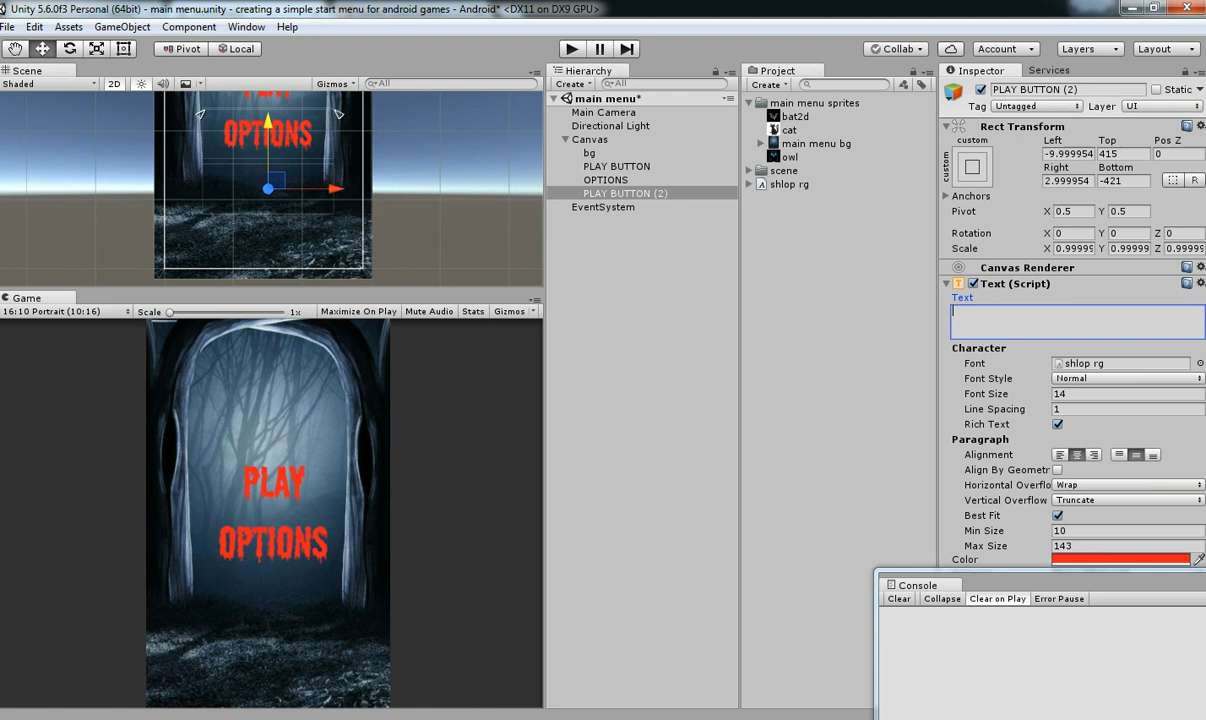 Unity 5.6.0f3 Personal (64bit) - main menu.unity - creating a simple start menu for android games - Android* <DX11 on DX9 GPU>
File Edit Assets GameObject Component Window Help
Pivot Local Collab Account Layers Layout
Scene
Shaded 2D Gizmos All
PLAY
OPTIONS
Game
16:10 Portrait (10:16) Scale 1x Maximize On Play Mute Audio Stats Gizmos
PLAY
OPTIONS
Hierarchy
Create All
main menu*
Main Camera
Directional Light
Canvas
bg
PLAY BUTTON
OPTIONS
PLAY BUTTON (2)
EventSystem
Project
Create
main menu sprites
bat2d
cat
main menu bg
owl
scene
shlop rg
Inspector Services
PLAY BUTTON (2) Static
Tag Untagged Layer UI
Rect Transform
custom Left Top Pos Z
custom -9.999954 415 0
Right Bottom
2.999954 -421 R
Anchors
Pivot X 0.5 Y 0.5
Rotation X 0 Y 0 Z 0
Scale X 0.99999 Y 0.99999 Z 0.99999
Canvas Renderer
Text (Script)
Text
Character
Font shlop rg
Font Style Normal
Font Size 14
Line Spacing 1
Rich Text
Paragraph
Alignment
Align By Geometr
Horizontal Overflo Wrap
Vertical Overflow Truncate
Best Fit
Min Size 10
Max Size 143
Color
Console
Clear Collapse Clear on Play Error Pause